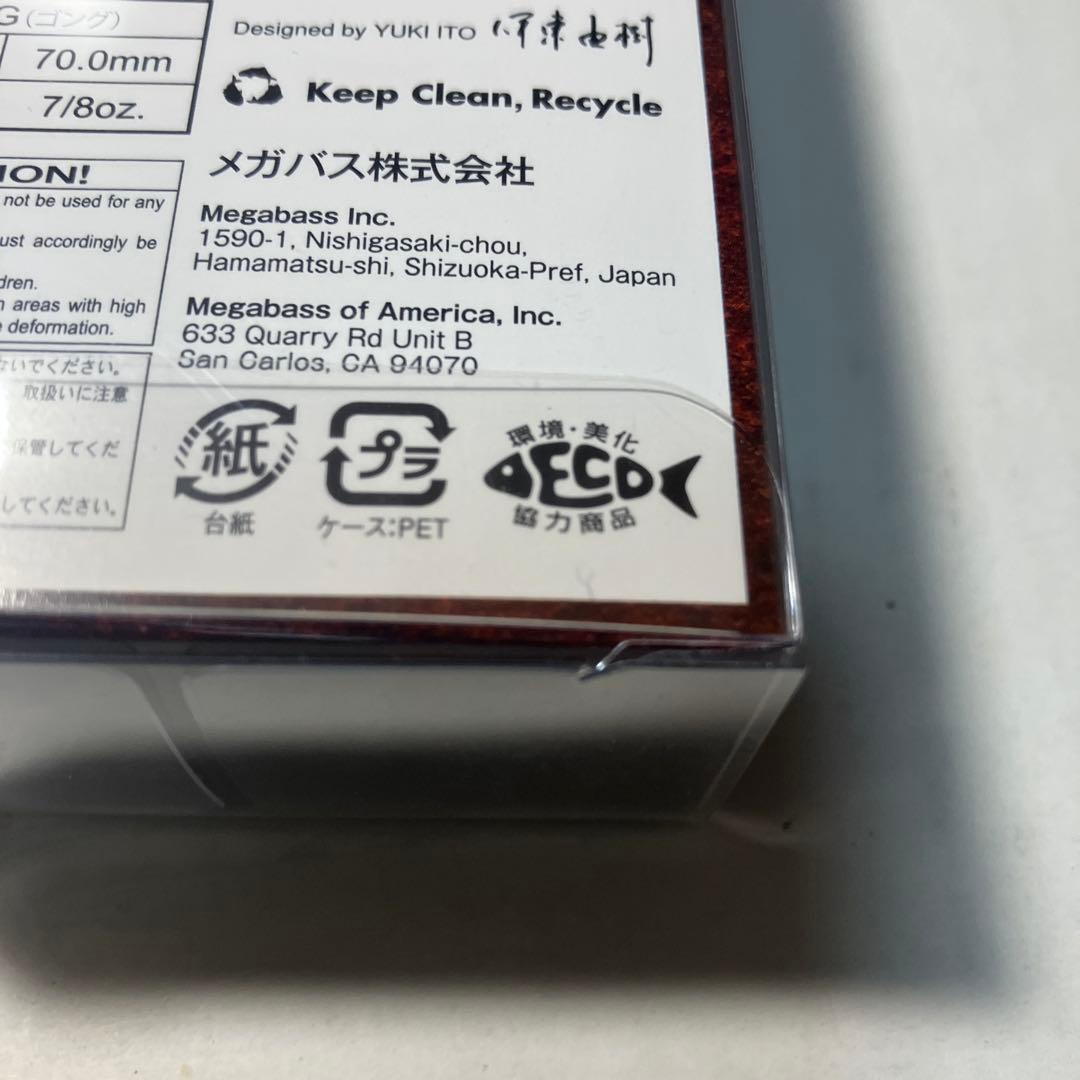 G(ゴング)
70.0mm
7/8oz.
ION!
not be used for any
ust accordingly be
dren.
areas with high
deformation.
ないでください。
取扱いに注意
保管してくだ
してください。
Designed by YUKI ITO 伊東由樹
Keep Clean, Recycle
メガバス株式会社
Megabass Inc.
1590-1, Nishigasaki-chou,
Hamamatsu-shi, Shizuoka-Pref, Japan
Megabass of America, Inc.
633 Quarry Rd Unit B
San Carlos, CA 94070
紙
台紙
プラ
ケース:PET
環境・美化
ECO
協力商品